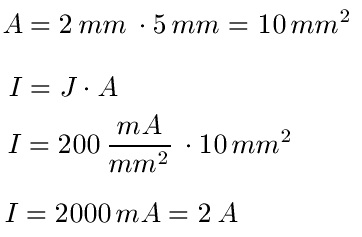 A = 2 mm · 5 mm = 10 mm²
I = J · A
I = 200 mA/mm² · 10 mm²
I = 2000 mA = 2 A